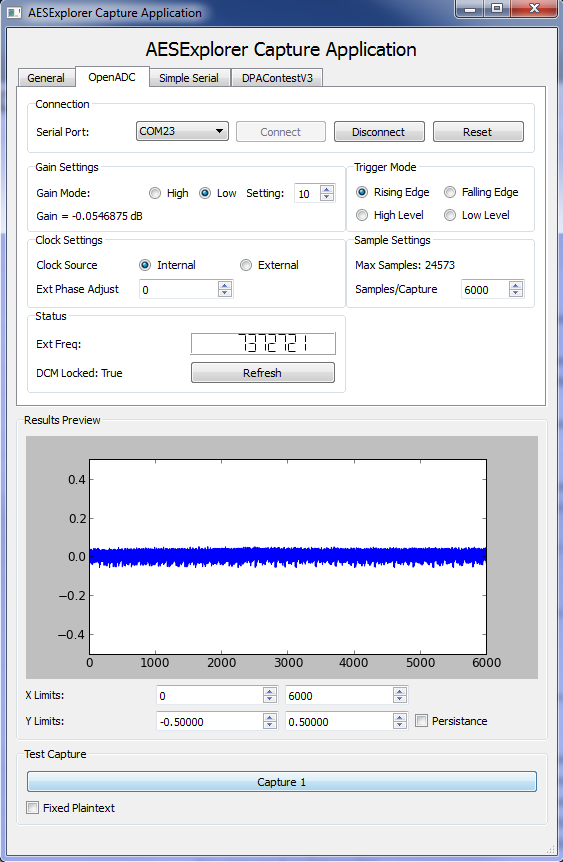 AESExplorer Capture Application
AESExplorer Capture Application
General OpenADC Simple Serial DPAContestV3
Connection
Serial Port: COM23 Connect Disconnect Reset
Gain Settings
Gain Mode: High Low Setting: 10
Gain = -0.0546875 dB
Trigger Mode
Rising Edge Falling Edge
High Level Low Level
Clock Settings
Clock Source Internal External
Ext Phase Adjust 0
Sample Settings
Max Samples: 24573
Samples/Capture 6000
Status
Ext Freq: 7372721
DCM Locked: True Refresh
Results Preview
0.4
0.2
0.0
−0.2
−0.4
0 1000 2000 3000 4000 5000 6000
X Limits: 0 6000
Y Limits: -0.50000 0.50000 Persistance
Test Capture
Capture 1
Fixed Plaintext